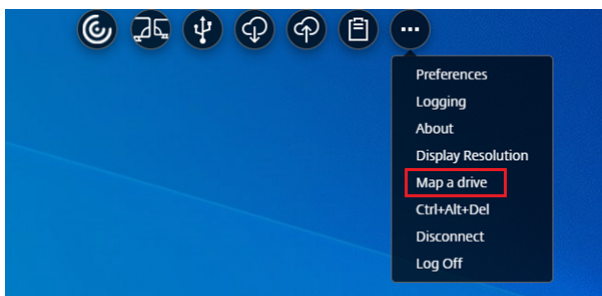 Preferences
Logging
About
Display Resolution
Map a drive
Ctrl+Alt+Del
Disconnect
Log Off